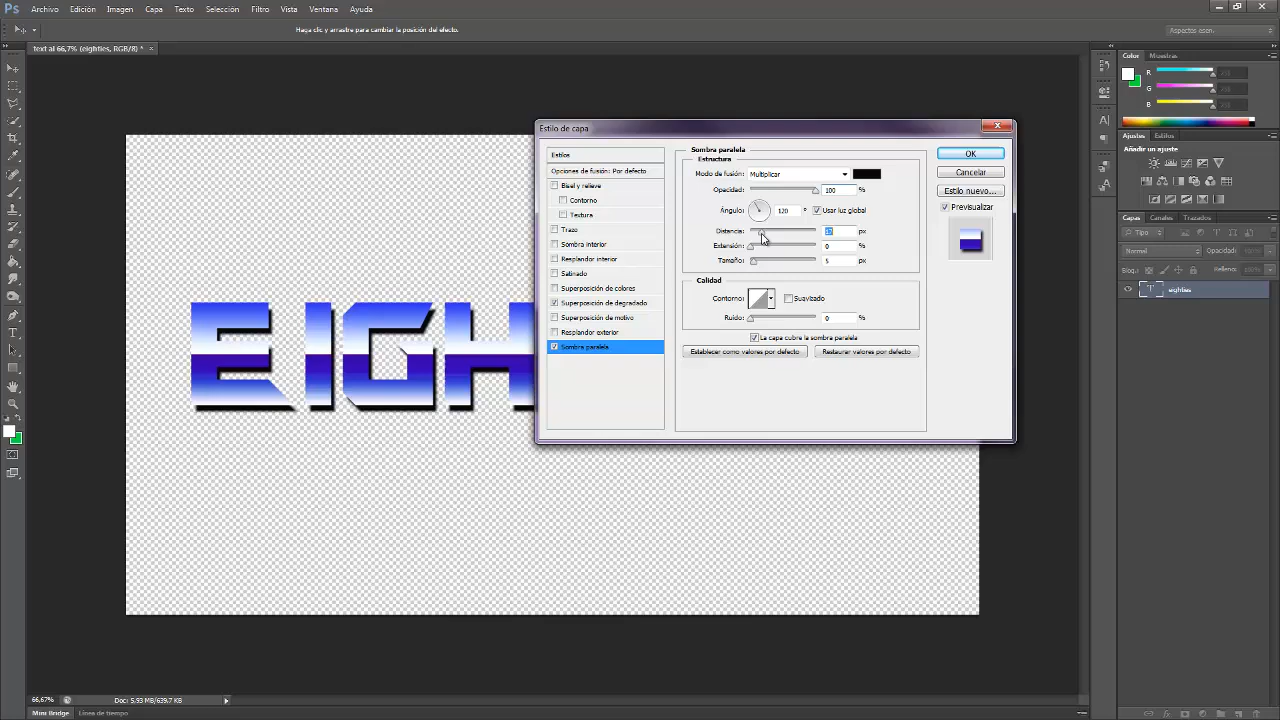 Ps Archivo Edición Imagen Capa Texto Selección Filtro Vista Ventana Ayuda
Haga clic y arrastre para cambiar la posición del efecto.
Aspectos esen.
text al 66,7% (eighties, RGB/8) *
EIGH
Estilo de capa
Estilos
Opciones de fusión: Por defecto
Bisel y relieve
Contorno
Textura
Trazo
Sombra interior
Resplandor interior
Satinado
Superposición de colores
Superposición de degradado
Superposición de motivo
Resplandor exterior
Sombra paralela
Sombra paralela
Estructura
Modo de fusión: Multiplicar
Opacidad: 100 %
Ángulo: 120 ° Usar luz global
Distancia: px
Extensión: 0 %
Tamaño: 5 px
Calidad
Contorno: Suavizado
Ruido: 0 %
La capa cubre la sombra paralela
Establecer como valores por defecto Restaurar valores por defecto
OK
Cancelar
Estilo nuevo...
Previsualizar
Color Muestras
R
G
B
Ajustes Estilos
Añadir un ajuste
Capas Canales Trazados
Tipo
Normal Opacidad:
Bloq.: Relleno:
T eighties
66,67% Doc: 5,93 MB/639,7 KB
Mini Bridge Línea de tiempo